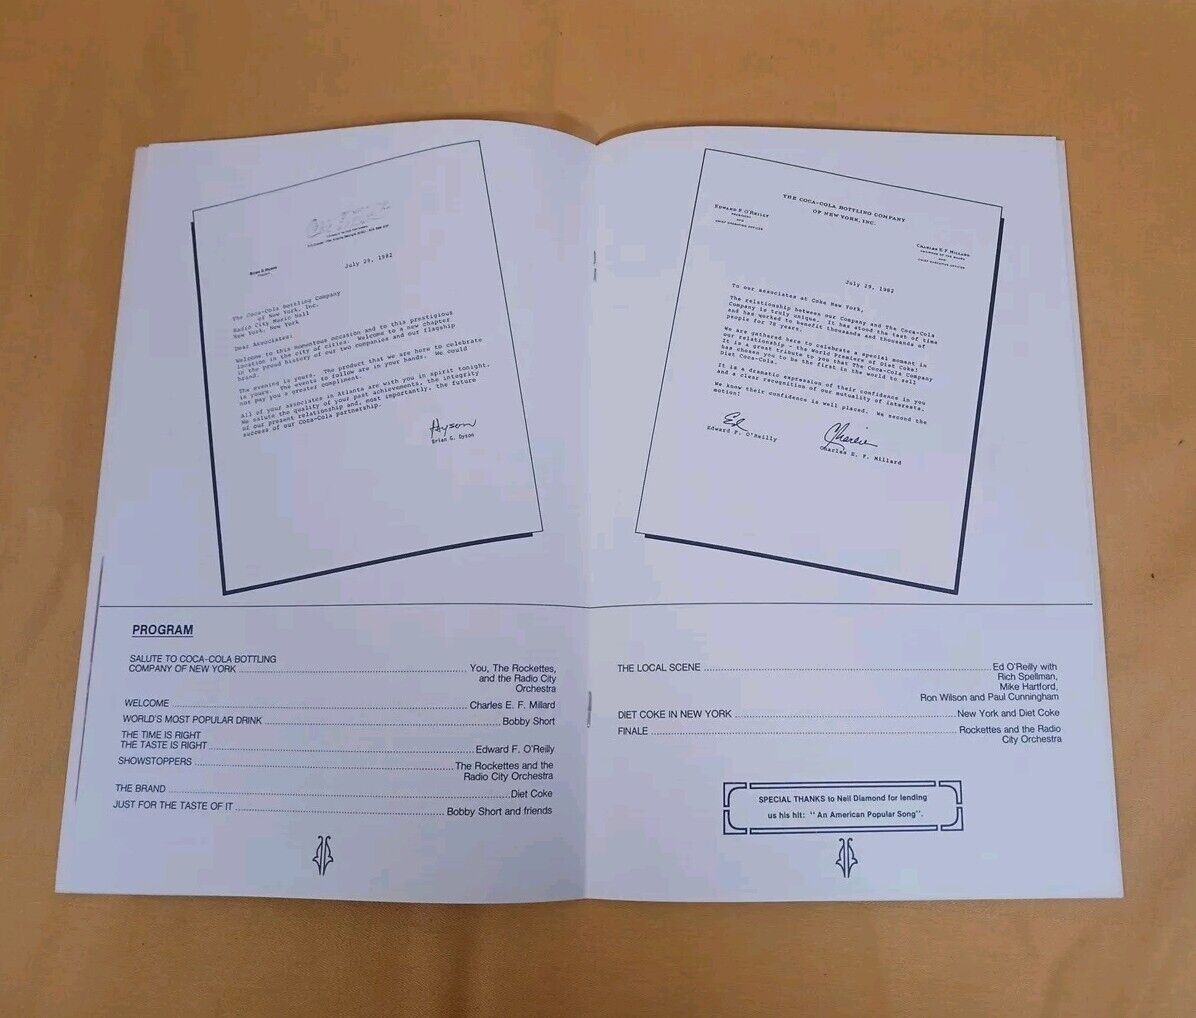 Brian G. Dyson
July 29, 1982
The Coca-Cola Bottling Company
of New York, Inc.
Radio City Music Hall
New York, New York
Dear Associates:
Welcome to this momentous occasion and to this prestigious
location in the city of cities. Welcome to a new chapter
in the proud history of our two companies and our flagship
brand.
The evening is yours. The product that we are here to celebrate
is yours. The events to follow are in your hands. We could
not pay you a greater compliment.
All of your associates in Atlanta are with you in spirit tonight.
We salute the quality of your past achievements, the integrity
of our present relationship and, most importantly, the future
success of our Coca-Cola partnership.
Brian G. Dyson
THE COCA-COLA BOTTLING COMPANY
OF NEW YORK, INC.
EDWARD F. O'REILLY
PRESIDENT
AND
CHIEF OPERATING OFFICER
CHARLES E. F. MILLARD
CHAIRMAN OF THE BOARD
AND
CHIEF EXECUTIVE OFFICER
July 29, 1982
To our associates at Coke New York,
The relationship between our Company and The Coca-Cola
Company is truly unique. It has stood the test of time
and has worked to benefit thousands and thousands of
people for 78 years.
We are gathered here to celebrate a special moment in
our relationship - the World Premiere of Diet Coke!
It is a great tribute to you that The Coca-Cola Company
has chosen you to be the first in the world to sell
Diet Coke.
It is a dramatic expression of their confidence in you
and a clear recognition of our mutuality of interests.
We know their confidence is well placed. We second the
motion!
Ed
Edward F. O'Reilly
Charlie
Charles E. F. Millard
PROGRAM
SALUTE TO COCA-COLA BOTTLING
COMPANY OF NEW YORK You, The Rockettes,
and the Radio City
Orchestra
WELCOME Charles E. F. Millard
WORLD'S MOST POPULAR DRINK Bobby Short
THE TIME IS RIGHT
THE TASTE IS RIGHT Edward F. O'Reilly
SHOWSTOPPERS The Rockettes and the
Radio City Orchestra
THE BRAND Diet Coke
JUST FOR THE TASTE OF IT Bobby Short and friends
THE LOCAL SCENE Ed O'Reilly with
Rich Spellman,
Mike Hartford,
Ron Wilson and Paul Cunningham
DIET COKE IN NEW YORK New York and Diet Coke
FINALE Rockettes and the Radio
City Orchestra
SPECIAL THANKS to Neil Diamond for lending
us his hit: "An American Popular Song".